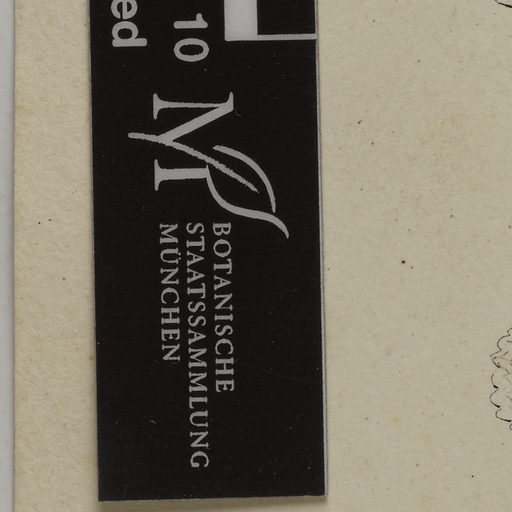 10
ed
M
BOTANISCHE
STAATSSAMMLUNG
MÜNCHEN